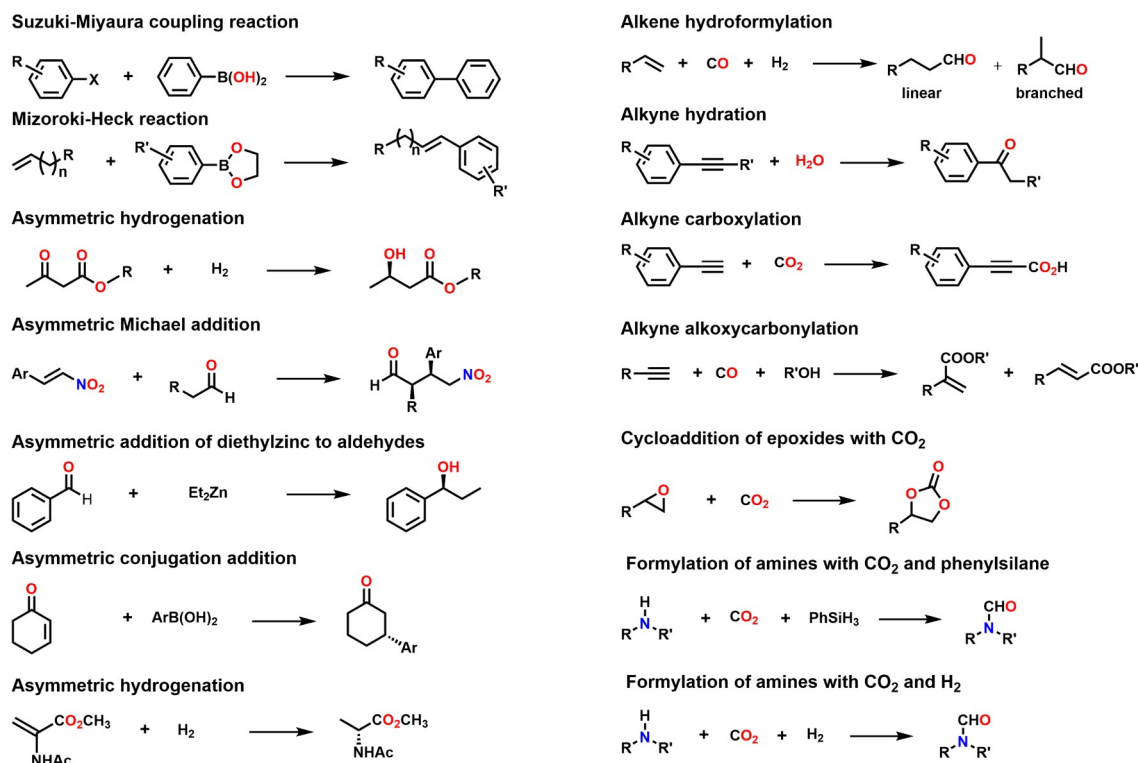 Suzuki-Miyaura coupling reaction
R X + B(OH)2 R
Mizoroki-Heck reaction
R n + R' B O O R n R'
Asymmetric hydrogenation
O O O R + H2 OH O O R
Asymmetric Michael addition
Ar NO2 + R O H O H Ar R NO2
Asymmetric addition of diethylzinc to aldehydes
O H + Et2Zn OH
Asymmetric conjugation addition
O + ArB(OH)2 O Ar
Asymmetric hydrogenation
CO2CH3 NHAc + H2 CO2CH3 NHAc
Alkene hydroformylation
R + CO + H2 R CHO + R CHO
linear branched
Alkyne hydration
R R' + H2O R O R'
Alkyne carboxylation
R + CO2 R CO2H
Alkyne alkoxycarbonylation
R + CO + R'OH COOR' R + R COOR'
Cycloaddition of epoxides with CO2
R O + CO2 O O O R
Formylation of amines with CO2 and phenylsilane
H N R R' + CO2 + PhSiH3 CHO N R R'
Formylation of amines with CO2 and H2
H N R R' + CO2 + H2 CHO N R R'